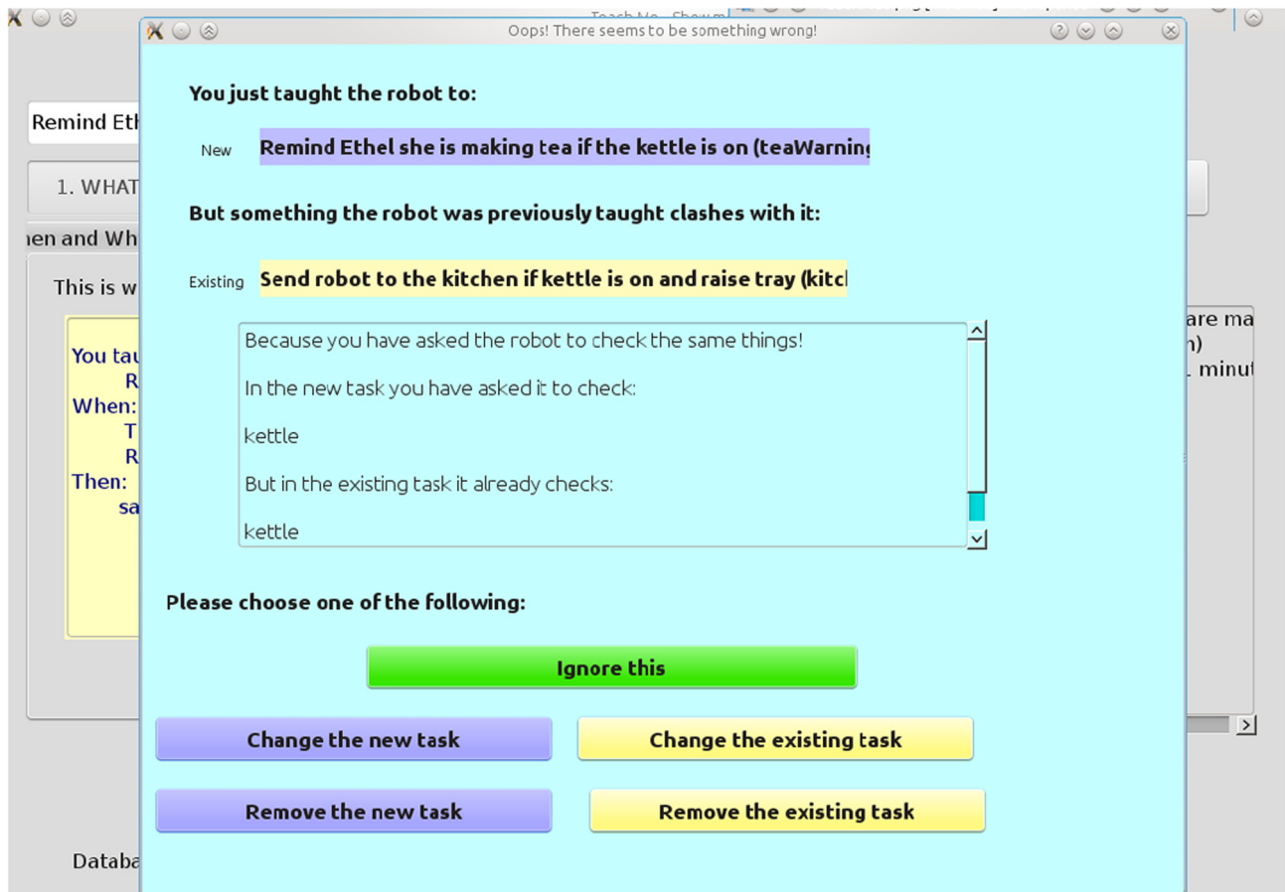 Oops! There seems to be something wrong!
You just taught the robot to:
New Remind Ethel she is making tea if the kettle is on (teaWarning
But something the robot was previously taught clashes with it:
Existing Send robot to the kitchen if kettle is on and raise tray (kitcl
Because you have asked the robot to check the same things!
In the new task you have asked it to check:
kettle
But in the existing task it already checks:
kettle
Please choose one of the following:
Ignore this
Change the new task Change the existing task
Remove the new task Remove the existing task
Teach Me - Show m
Remind Eth
1. WHAT
en and Wh
This is w
You tau
R
When:
T
R
Then:
sa
are ma
n)
minut
Databa